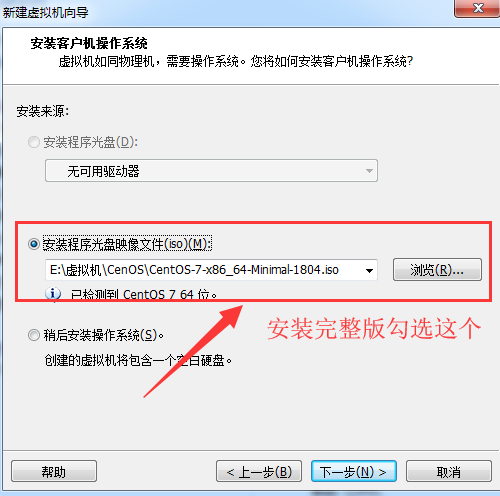 新建虚拟机向导
安装客户机操作系统
虚拟机如同物理机，需要操作系统。您将如何安装客户机操作系统?
安装来源:
安装程序光盘(D):
无可用驱动器
安装程序光盘映像文件(iso)(M):
E:\虚拟机\CenOS\CentOS-7-x86_64-Minimal-1804.iso
浏览(R)...
已检测到 CentOS 7 64 位。
安装完整版勾选这个
稍后安装操作系统(S)。
创建的虚拟机将包含一个空白硬盘。
帮助
< 上一步(B)
下一步(N) >
取消